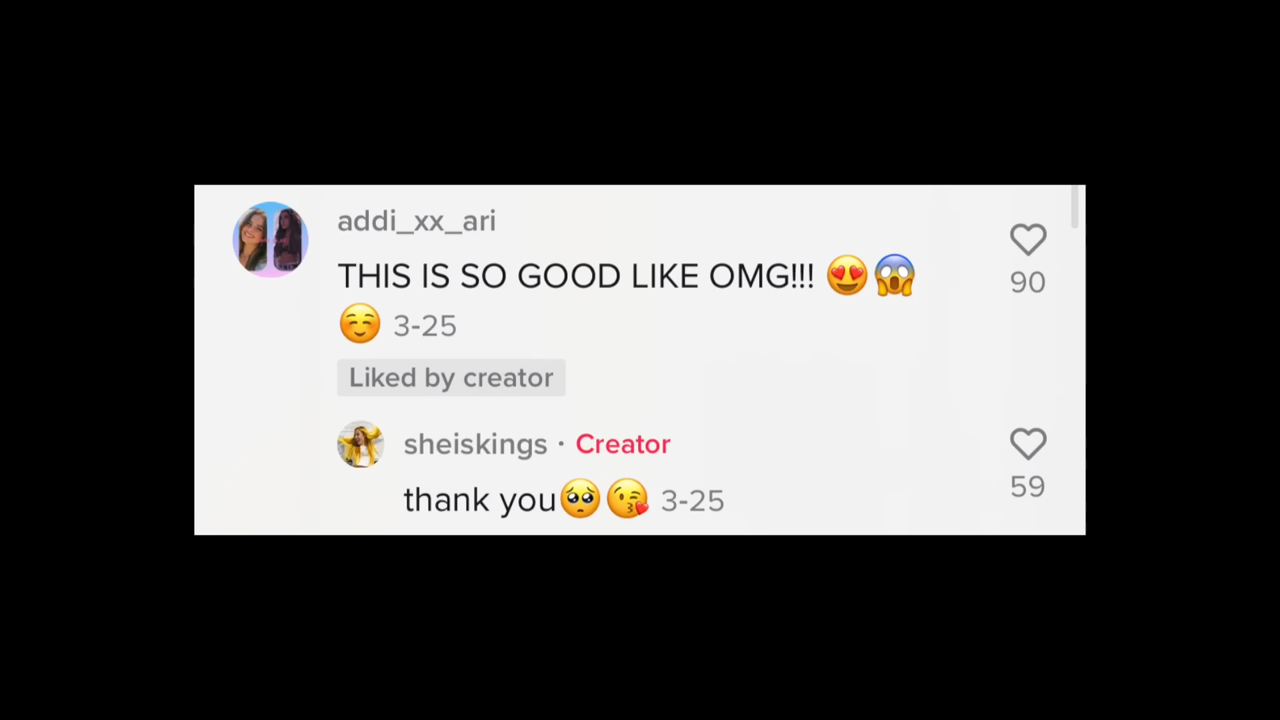 addi_xx_ari
THIS IS SO GOOD LIKE OMG!!! 😍😱
☺️ 3-25
Liked by creator
90
sheiskings · Creator
thank you🥺😘 3-25
59